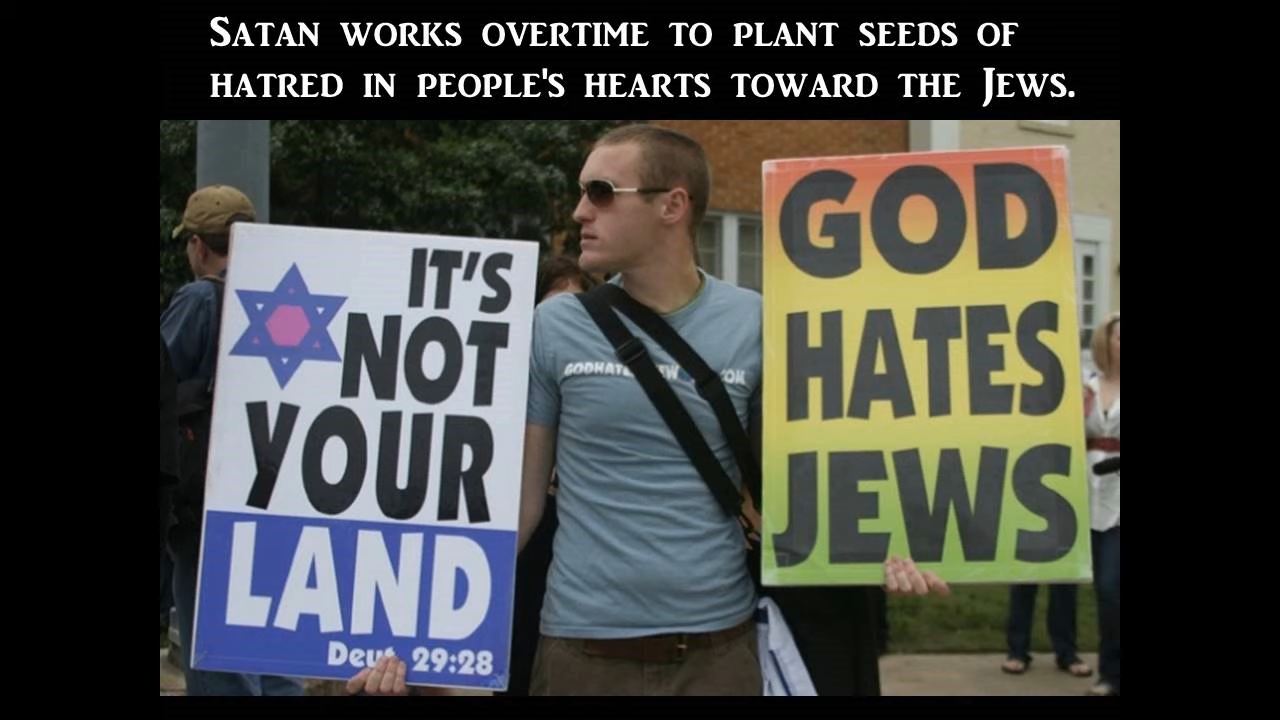 Satan works overtime to plant seeds of
hatred in people's hearts toward the Jews.
IT'S
NOT
YOUR
LAND
Deut. 29:28
GOD
HATES
JEWS